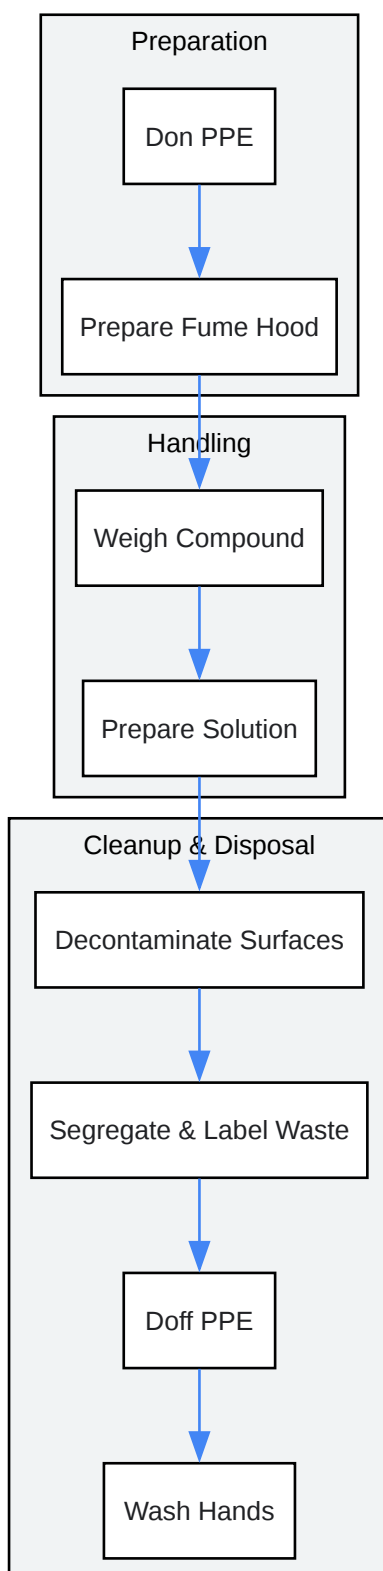 Preparation
Don PPE
Prepare Fume Hood
Handling
Weigh Compound
Prepare Solution
Cleanup & Disposal
Decontaminate Surfaces
Segregate & Label Waste
Doff PPE
Wash Hands